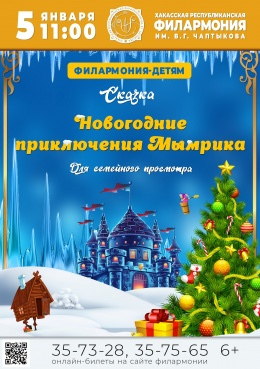 5 ЯНВАРЯ
11:00
ХАКАССКАЯ РЕСПУБЛИКАНСКАЯ
ФИЛАРМОНИЯ
ИМ. В.Г. ЧАПТЫКОВА
ФИЛАРМОНИЯ-ДЕТЯМ
Сказка
Новогодние
приключения Мымрика
Для семейного просмотра
35-73-28, 35-75-65 6+
онлайн-билеты на сайте филармонии